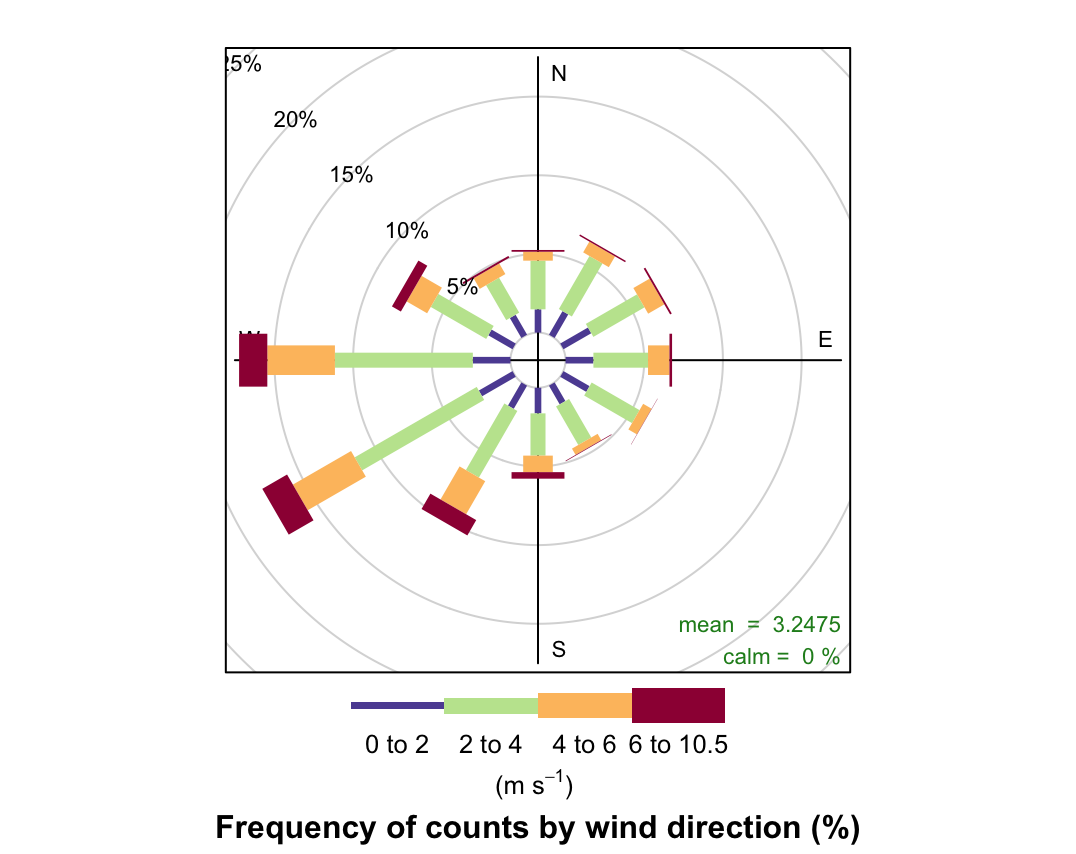 N
25%
20%
15%
10%
5%
W
E
S
mean = 3.2475
calm = 0 %
0 to 2 2 to 4 4 to 6 6 to 10.5
(m s⁻¹)
Frequency of counts by wind direction (%)